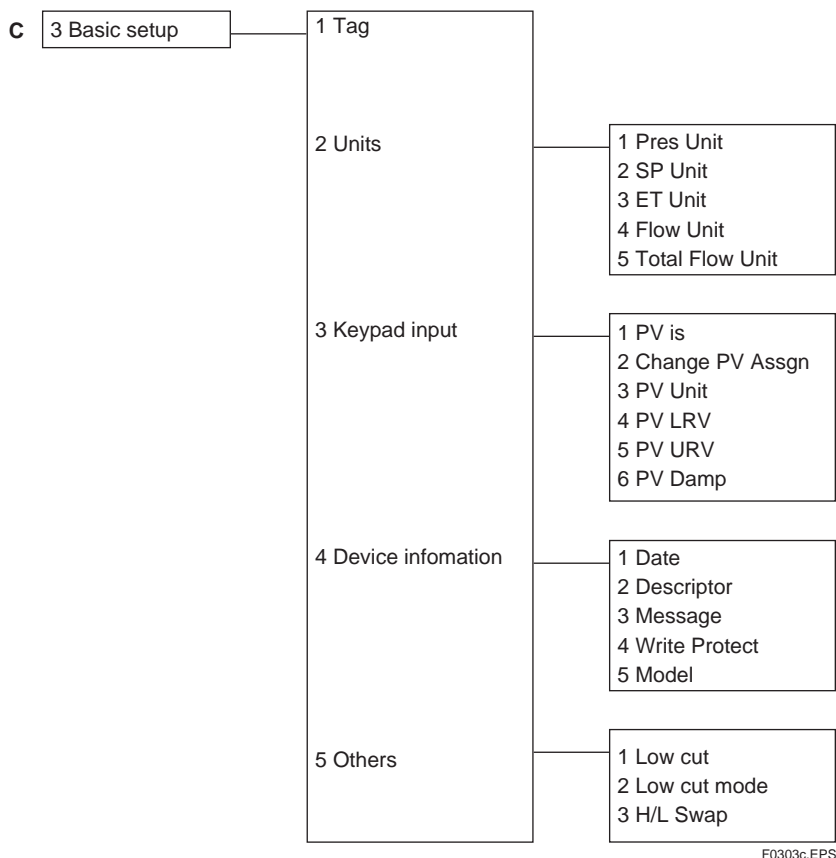 C
3 Basic setup
1 Tag
2 Units
1 Pres Unit
2 SP Unit
3 ET Unit
4 Flow Unit
5 Total Flow Unit
3 Keypad input
1 PV is
2 Change PV Assgn
3 PV Unit
4 PV LRV
5 PV URV
6 PV Damp
4 Device infomation
1 Date
2 Descriptor
3 Message
4 Write Protect
5 Model
5 Others
1 Low cut
2 Low cut mode
3 H/L Swap
F0303c.EPS